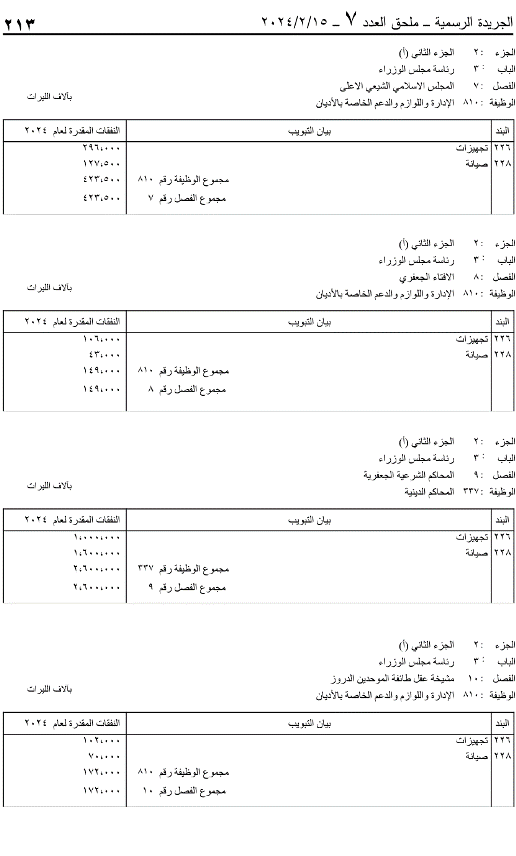 الجريدة الرسمية – ملحق العدد ٧ – ٢٠٢٤/٢/١٥ ٢١٣
الجزء : ٢ الجزء الثاني (أ)
الباب : ٣ رئاسة مجلس الوزراء
الفصل : ٧ المجلس الاسلامي الشيعي الاعلى
الوظيفة : ٨١٠ الإدارة واللوازم والدعم الخاصة بالأديان
بآلاف الليرات
البند بيان التبويب النفقات المقدرة لعام ٢٠٢٤
٢٢٦ تجهيزات ٢٩٦،٠٠٠
٢٢٨ صيانة ١٢٧،٥٠٠
مجموع الوظيفة رقم ٨١٠ ٤٢٣،٥٠٠
مجموع الفصل رقم ٧ ٤٢٣،٥٠٠
الجزء : ٢ الجزء الثاني (أ)
الباب : ٣ رئاسة مجلس الوزراء
الفصل : ٨ الافتاء الجعفري
الوظيفة : ٨١٠ الإدارة واللوازم والدعم الخاصة بالأديان
بآلاف الليرات
البند بيان التبويب النفقات المقدرة لعام ٢٠٢٤
٢٢٦ تجهيزات ١٠٦،٠٠٠
٢٢٨ صيانة ٤٣،٠٠٠
مجموع الوظيفة رقم ٨١٠ ١٤٩،٠٠٠
مجموع الفصل رقم ٨ ١٤٩،٠٠٠
الجزء : ٢ الجزء الثاني (أ)
الباب : ٣ رئاسة مجلس الوزراء
الفصل : ٩ المحاكم الشرعية الجعفرية
الوظيفة : ٣٣٧ المحاكم الدينية
بآلاف الليرات
البند بيان التبويب النفقات المقدرة لعام ٢٠٢٤
٢٢٦ تجهيزات ١،٠٠٠،٠٠٠
٢٢٨ صيانة ١،٦٠٠،٠٠٠
مجموع الوظيفة رقم ٣٣٧ ٢،٦٠٠،٠٠٠
مجموع الفصل رقم ٩ ٢،٦٠٠،٠٠٠
الجزء : ٢ الجزء الثاني (أ)
الباب : ٣ رئاسة مجلس الوزراء
الفصل : ١٠ مشيخة عقل طائفة الموحدين الدروز
الوظيفة : ٨١٠ الإدارة واللوازم والدعم الخاصة بالأديان
بآلاف الليرات
البند بيان التبويب النفقات المقدرة لعام ٢٠٢٤
٢٢٦ تجهيزات ١٠٢،٠٠٠
٢٢٨ صيانة ٧٠،٠٠٠
مجموع الوظيفة رقم ٨١٠ ١٧٢،٠٠٠
مجموع الفصل رقم ١٠ ١٧٢،٠٠٠